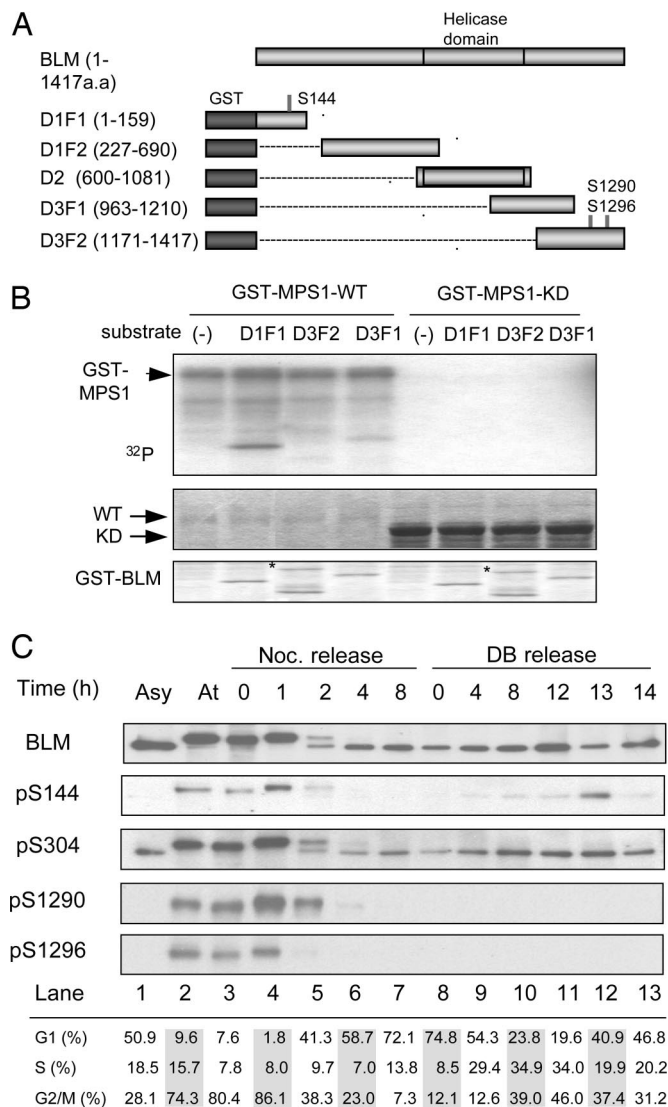 A
Helicase
domain
BLM (1-
1417a.a)
GST S144
D1F1 (1-159)
D1F2 (227-690)
D2 (600-1081)
S1290
D3F1 (963-1210)
S1296
D3F2 (1171-1417)
B
GST-MPS1-WT GST-MPS1-KD
substrate (-) D1F1 D3F2 D3F1 (-) D1F1 D3F2 D3F1
GST-
MPS1
32P
WT
KD
* *
GST-BLM
C
Noc. release DB release
Time (h) Asy At 0 1 2 4 8 0 4 8 12 13 14
BLM
pS144
pS304
pS1290
pS1296
Lane 1 2 3 4 5 6 7 8 9 10 11 12 13
G1 (%) 50.9 9.6 7.6 1.8 41.3 58.7 72.1 74.8 54.3 23.8 19.6 40.9 46.8
S (%) 18.5 15.7 7.8 8.0 9.7 7.0 13.8 8.5 29.4 34.9 34.0 19.9 20.2
G2/M (%) 28.1 74.3 80.4 86.1 38.3 23.0 7.3 12.1 12.6 39.0 46.0 37.4 31.2